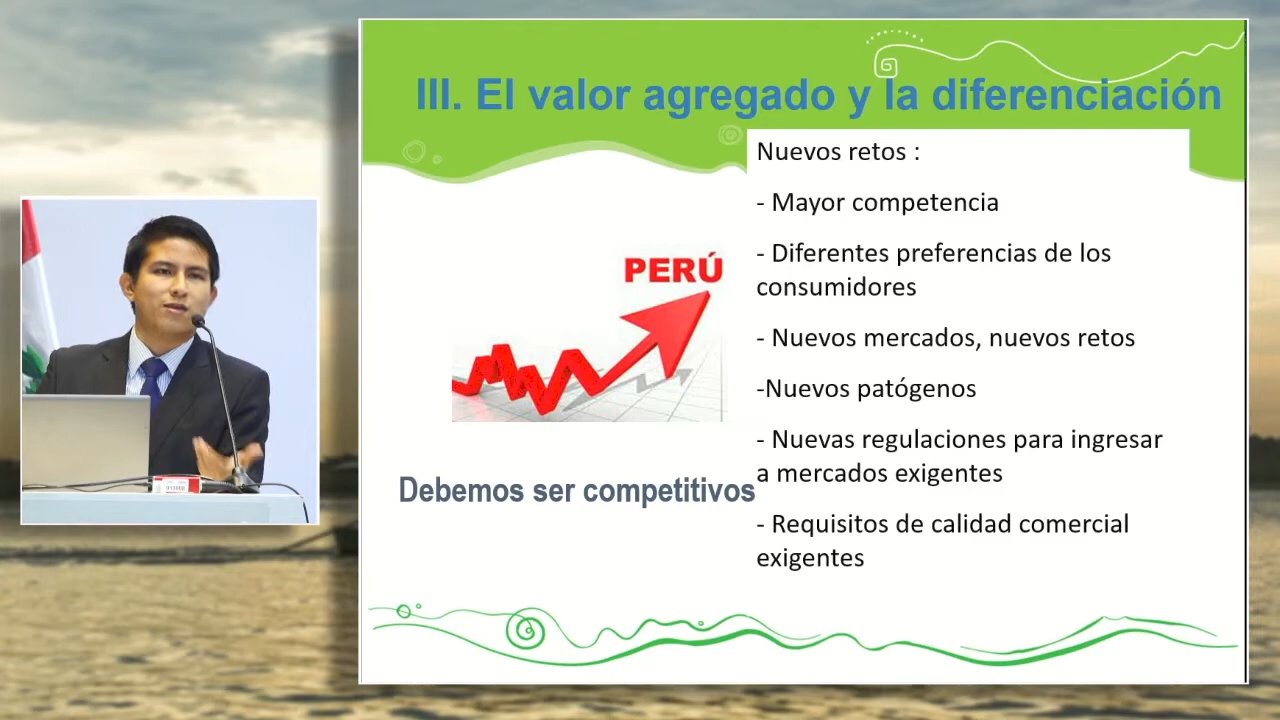 III. El valor agregado y la diferenciación
Nuevos retos :
- Mayor competencia
- Diferentes preferencias de los
consumidores
- Nuevos mercados, nuevos retos
-Nuevos patógenos
- Nuevas regulaciones para ingresar
a mercados exigentes
- Requisitos de calidad comercial
exigentes
PERÚ
Debemos ser competitivos